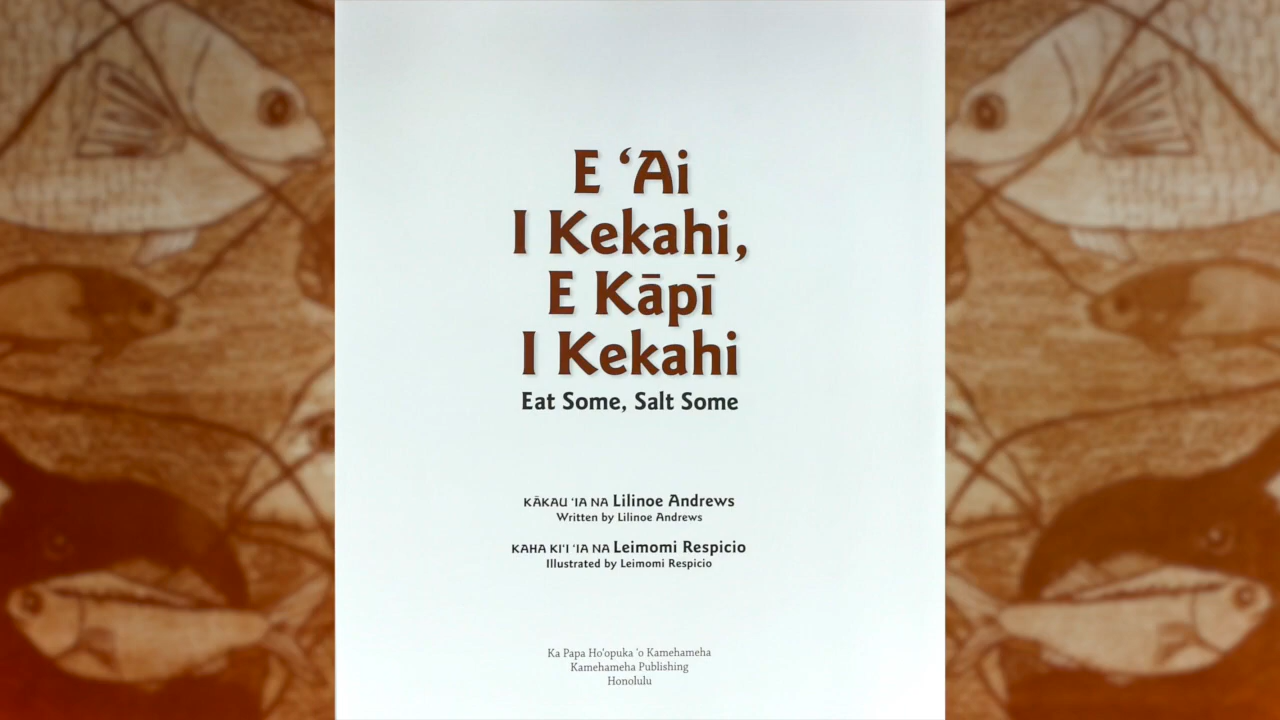 E ʻAi
I Kekahi,
E Kāpī
I Kekahi
Eat Some, Salt Some
KĀKAU ʻIA NA Lilinoe Andrews
Written by Lilinoe Andrews
KAHA KIʻI ʻIA NA Leimomi Respicio
Illustrated by Leimomi Respicio
Ka Papa Hoʻopuka ʻo Kamehameha
Kamehameha Publishing
Honolulu